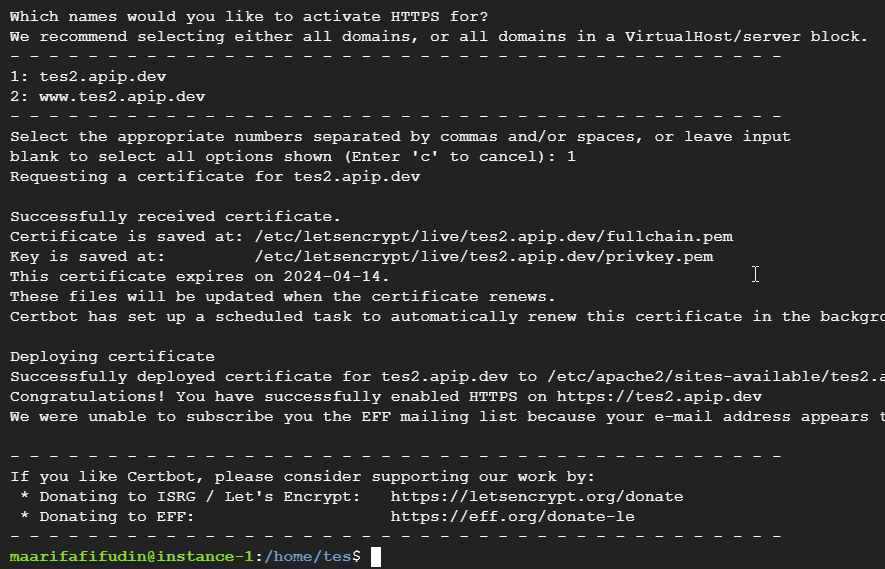 Which names would you like to activate HTTPS for?
We recommend selecting either all domains, or all domains in a VirtualHost/server block.
- - - - - - - - - - - - - - - - - - - - - - - - - - - - - - - - - - - - - - - -
1: tes2.apip.dev
2: www.tes2.apip.dev
- - - - - - - - - - - - - - - - - - - - - - - - - - - - - - - - - - - - - - - -
Select the appropriate numbers separated by commas and/or spaces, or leave input
blank to select all options shown (Enter 'c' to cancel): 1
Requesting a certificate for tes2.apip.dev
Successfully received certificate.
Certificate is saved at: /etc/letsencrypt/live/tes2.apip.dev/fullchain.pem
Key is saved at:         /etc/letsencrypt/live/tes2.apip.dev/privkey.pem
This certificate expires on 2024-04-14.
These files will be updated when the certificate renews.
Certbot has set up a scheduled task to automatically renew this certificate in the backgro
Deploying certificate
Successfully deployed certificate for tes2.apip.dev to /etc/apache2/sites-available/tes2.a
Congratulations! You have successfully enabled HTTPS on https://tes2.apip.dev
We were unable to subscribe you the EFF mailing list because your e-mail address appears t
- - - - - - - - - - - - - - - - - - - - - - - - - - - - - - - - - - - - - - - -
If you like Certbot, please consider supporting our work by:
 * Donating to ISRG / Let's Encrypt:   https://letsencrypt.org/donate
 * Donating to EFF:                    https://eff.org/donate-le
- - - - - - - - - - - - - - - - - - - - - - - - - - - - - - - - - - - - - - - -
maarifafifudin@instance-1:/home/tes$